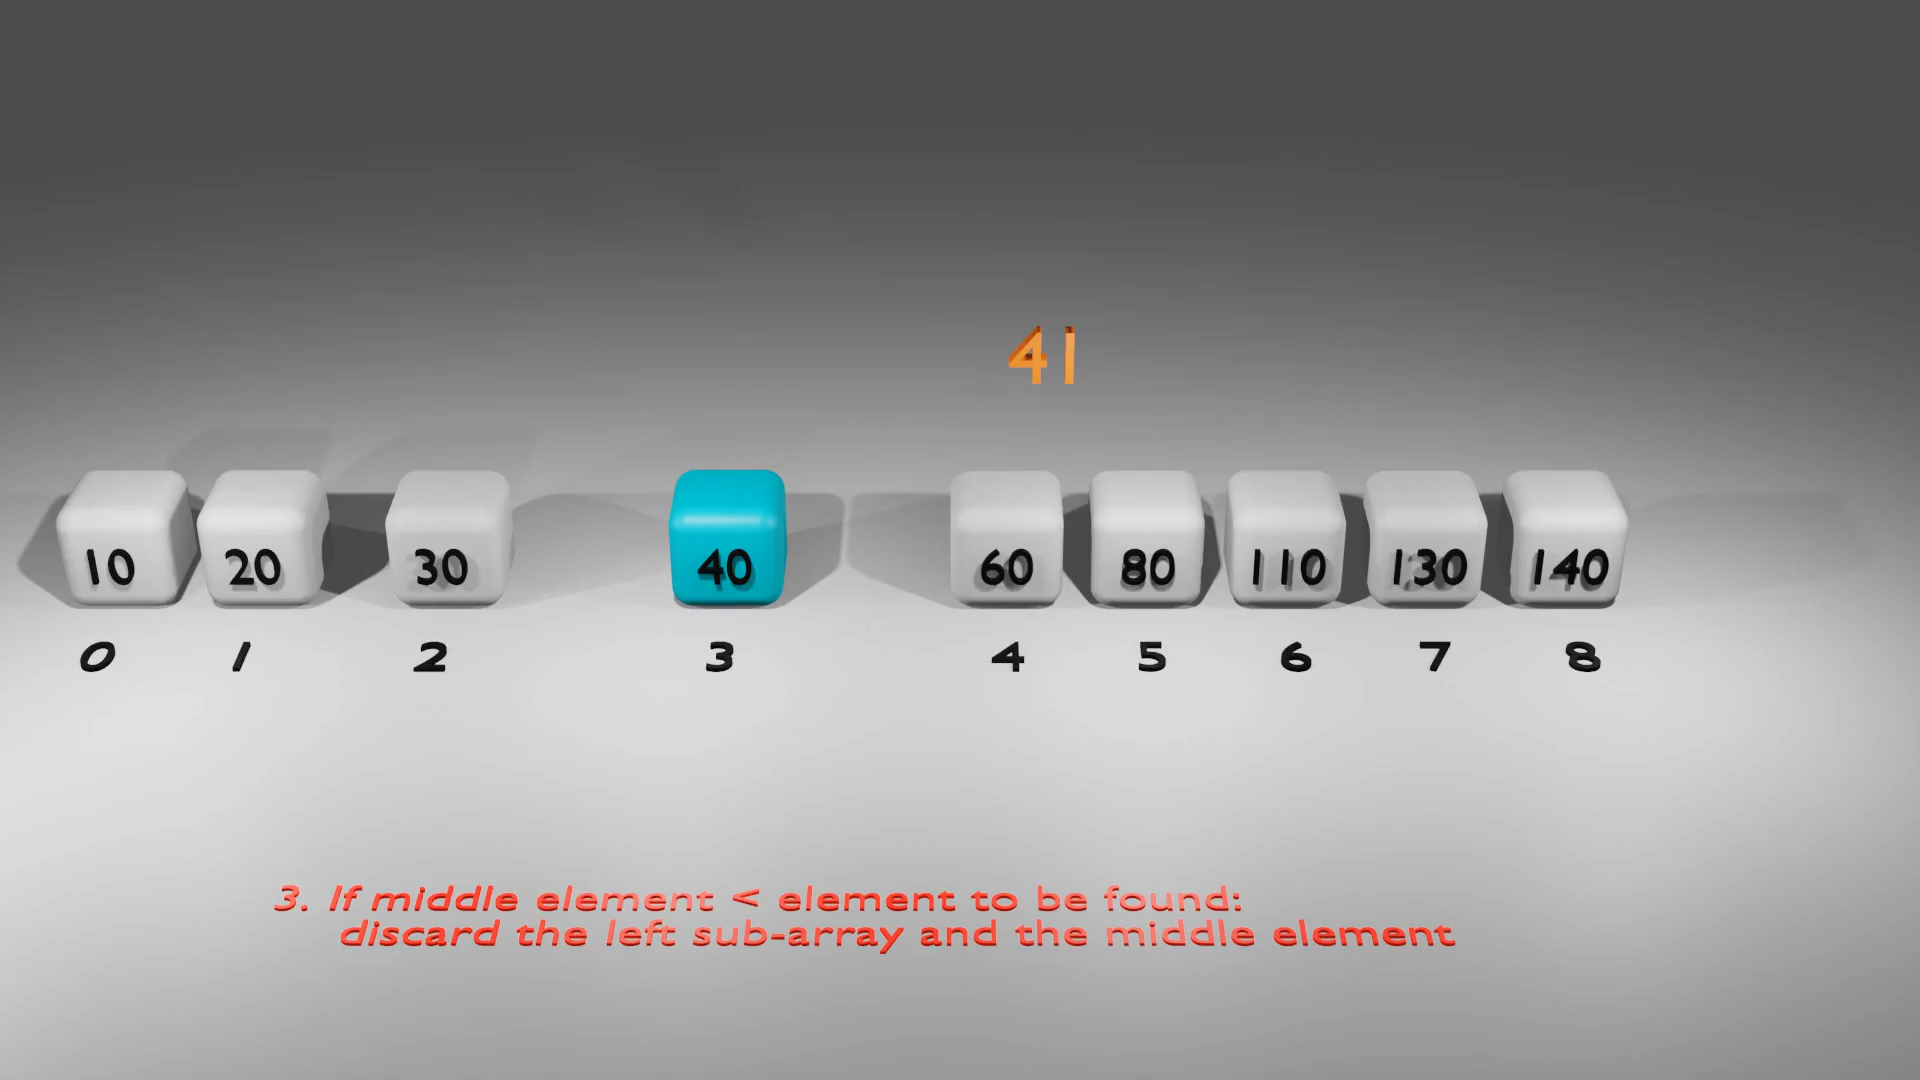 41
10 20 30 40 60 80 110 130 140
0 1 2 3 4 5 6 7 8
3. If middle element < element to be found:
discard the left sub-array and the middle element